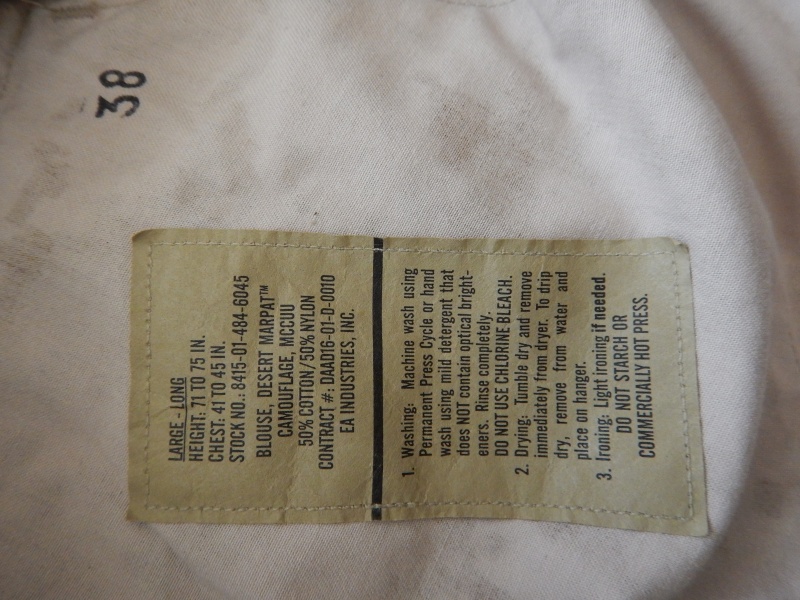 38
LARGE - LONG
HEIGHT: 71 TO 75 IN.
CHEST: 41 TO 45 IN.
STOCK NO.: 8415-01-484-6045
BLOUSE, DESERT MARPAT™
CAMOUFLAGE, MCCUU
50% COTTON/50% NYLON
CONTRACT #: DAAD16-01-D-0010
EA INDUSTRIES, INC.
1. Washing: Machine wash using
Permanent Press Cycle or hand
wash using mild detergent that
does NOT contain optical bright-
eners. Rinse completely.
DO NOT USE CHLORINE BLEACH.
2. Drying: Tumble dry and remove
immediately from dryer. To drip
dry, remove from water and
place on hanger.
3. Ironing: Light ironing if needed.
DO NOT STARCH OR
COMMERCIALLY HOT PRESS.